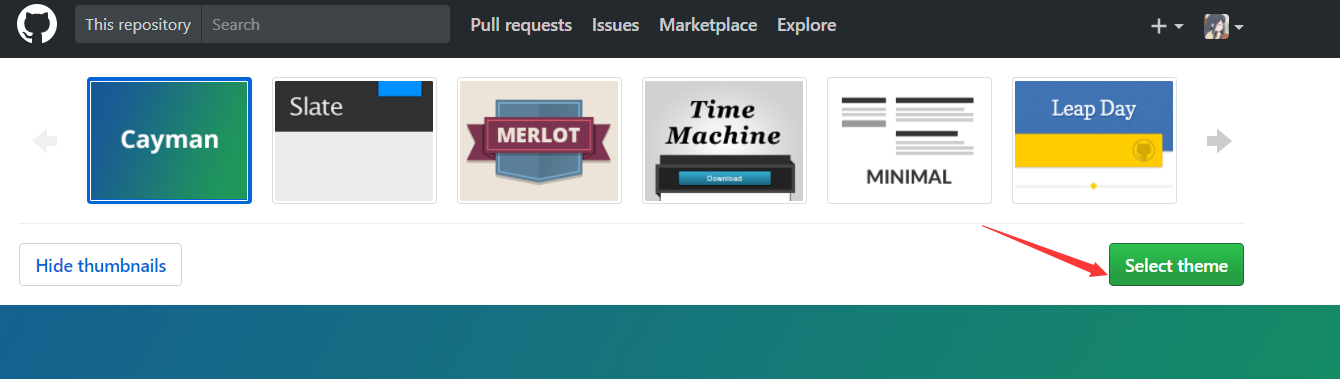 This repository Search Pull requests Issues Marketplace Explore
Cayman
Slate
MERLOT
Time
Machine
Download
MINIMAL
Leap Day
Hide thumbnails
Select theme